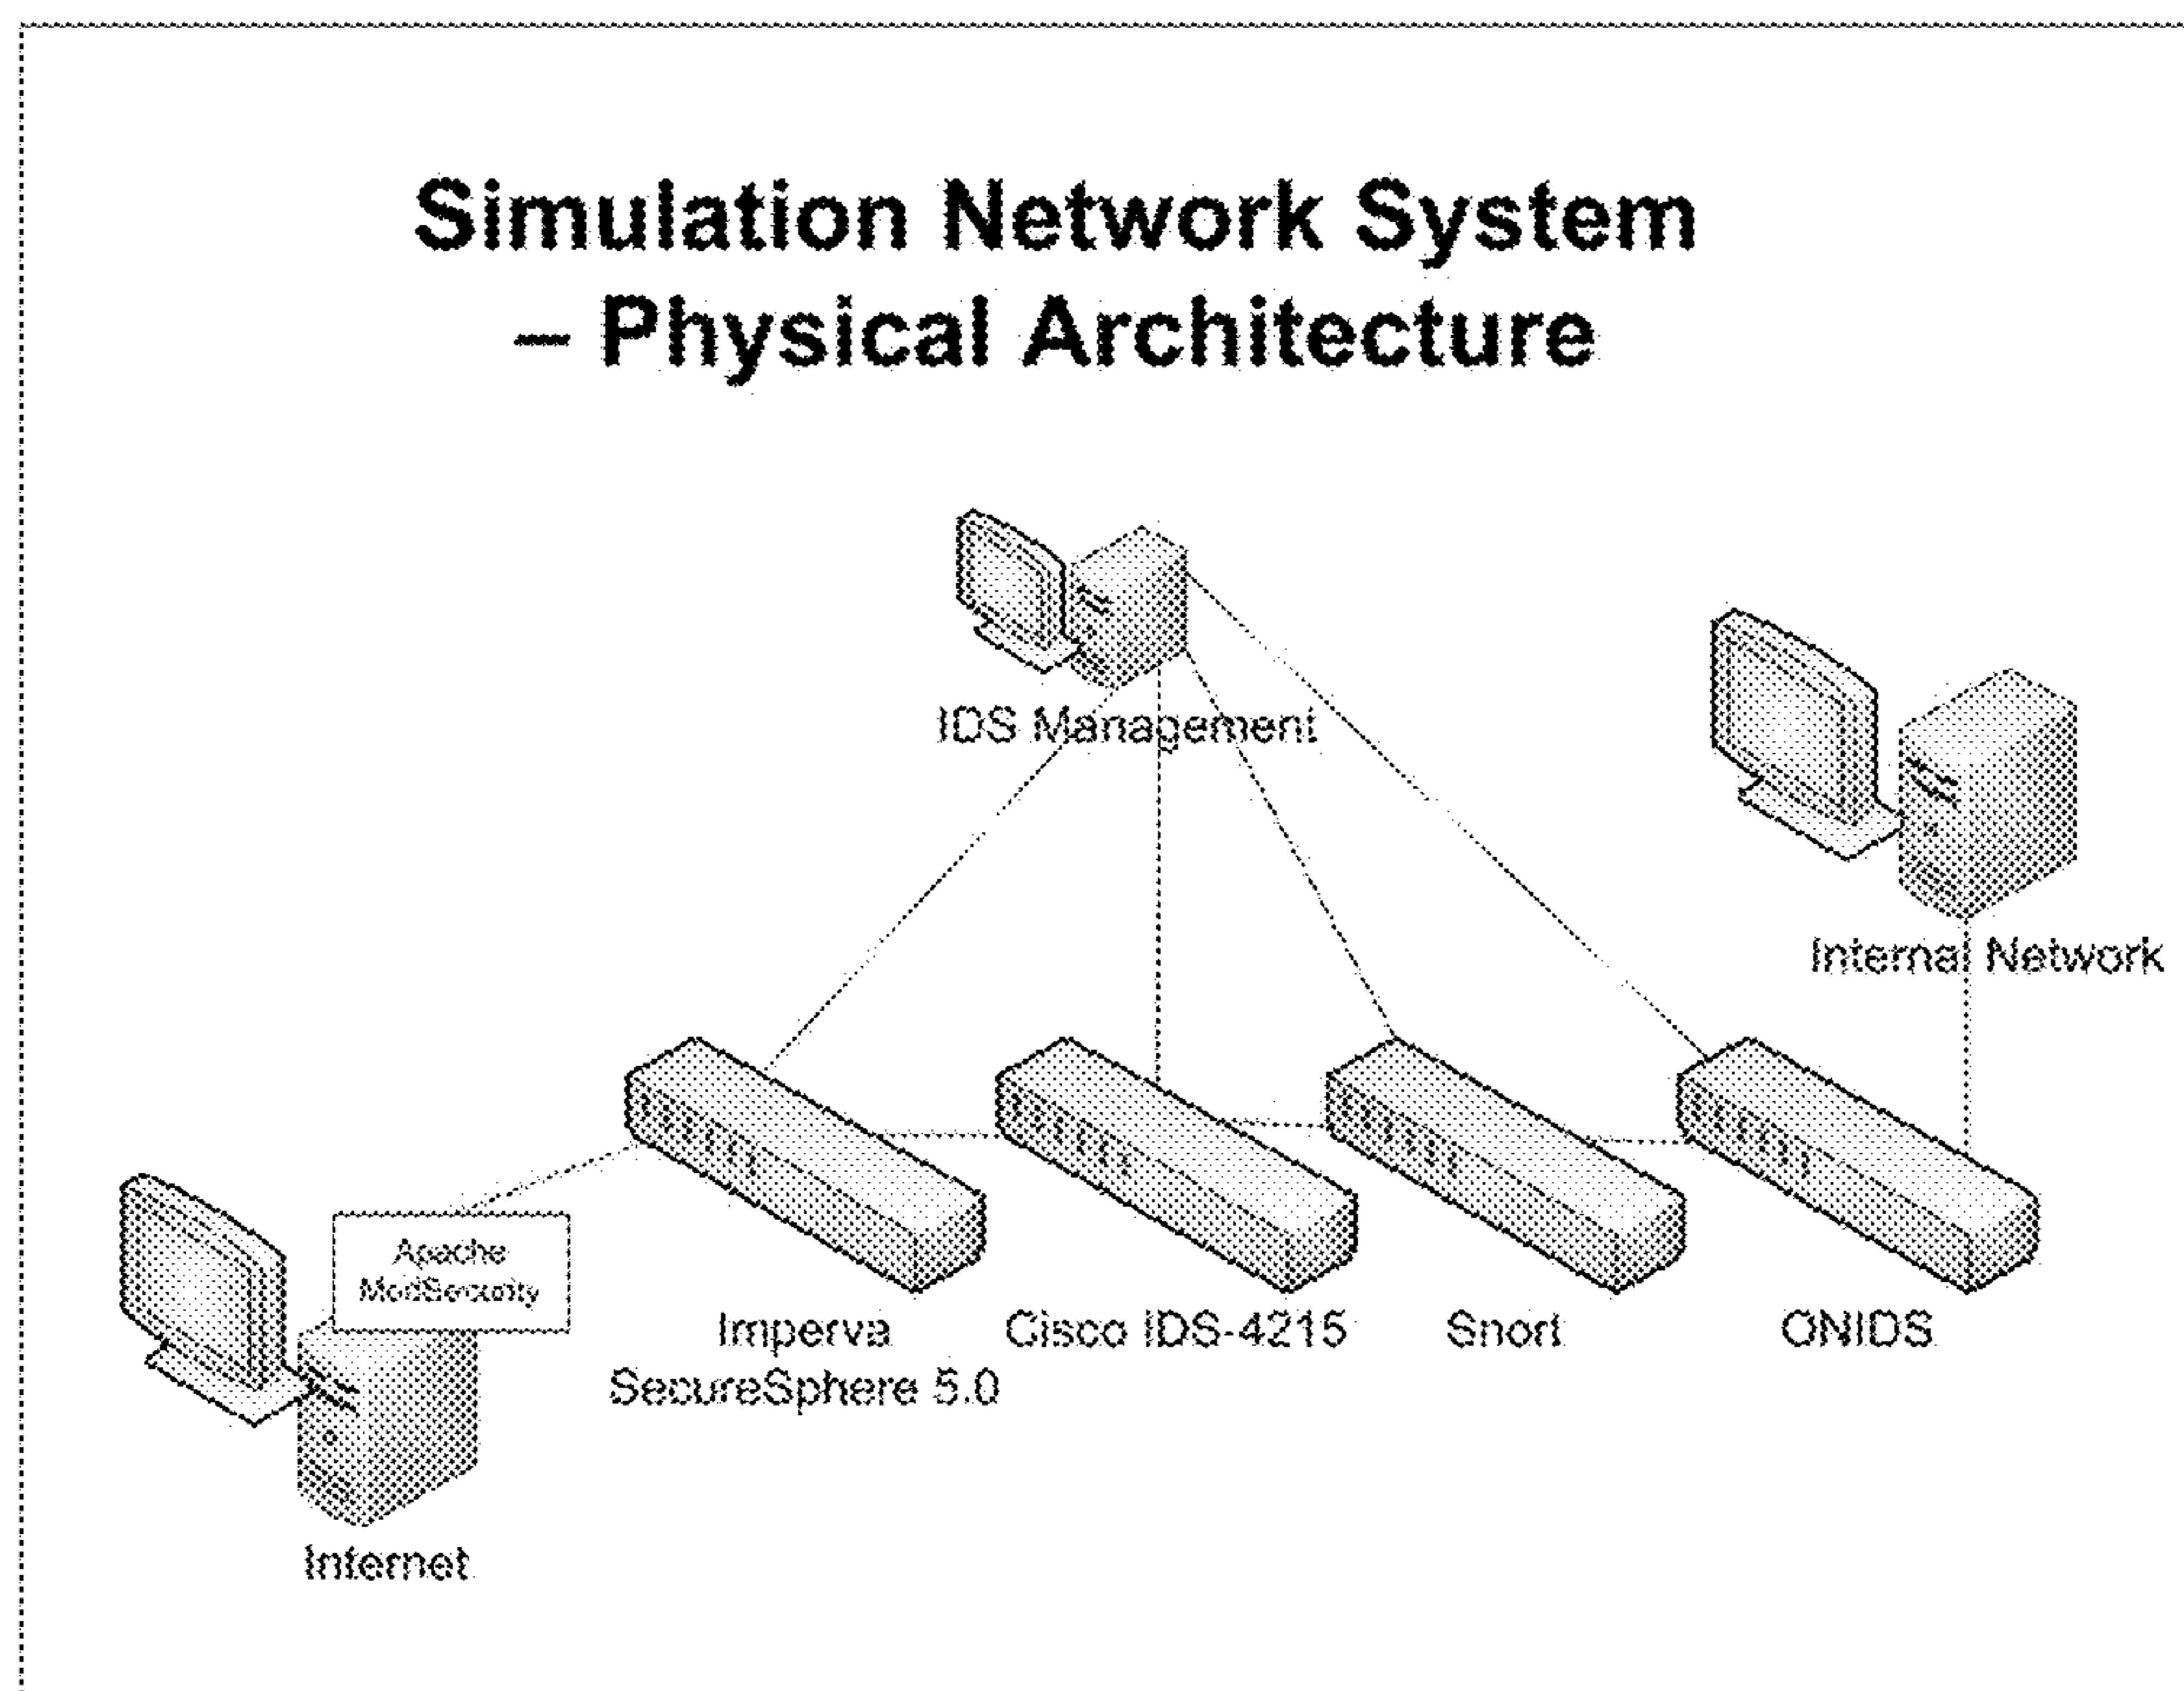 Simulation Network System
– Physical Architecture
IDS Management
Internal Network
Apache
ModSecurity
Imperva
SecureSphere 5.0
Cisco IDS-4215
Snort
ONIDS
Internet